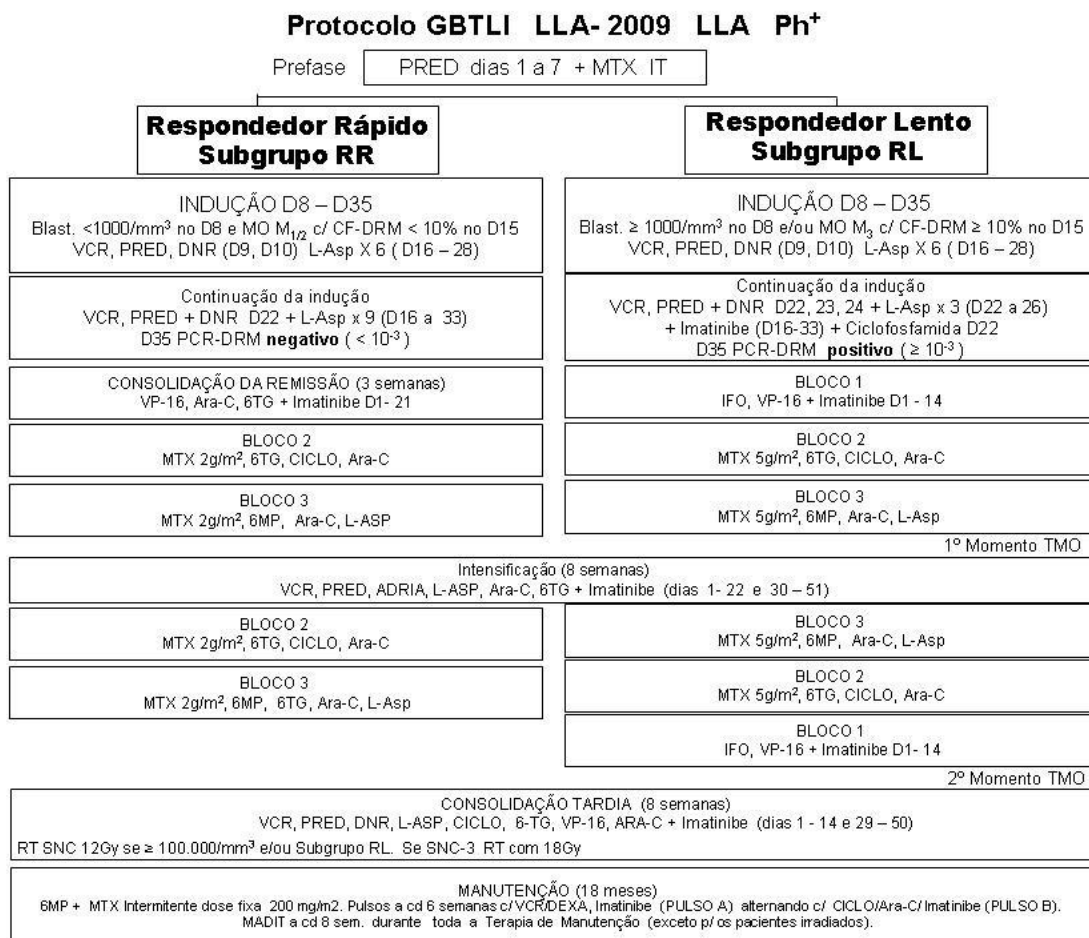 Protocolo GBTLI LLA- 2009 LLA Ph⁺
Prefase PRED dias 1 a 7 + MTX IT
Respondedor Rápido
Subgrupo RR
INDUÇÃO D8 – D35
Blast. <1000/mm³ no D8 e MO M₁/₂ c/ CF-DRM < 10% no D15
VCR, PRED, DNR (D9, D10) L-Asp X 6 ( D16 – 28)
Continuação da indução
VCR, PRED + DNR D22 + L-Asp x 9 (D16 a 33)
D35 PCR-DRM negativo ( < 10⁻³ )
CONSOLIDAÇÃO DA REMISSÃO (3 semanas)
VP-16, Ara-C, 6TG + Imatinibe D1- 21
BLOCO 2
MTX 2g/m², 6TG, CICLO, Ara-C
BLOCO 3
MTX 2g/m², 6MP, Ara-C, L-ASP
Respondedor Lento
Subgrupo RL
INDUÇÃO D8 – D35
Blast. ≥ 1000/mm³ no D8 e/ou MO M₃ c/ CF-DRM ≥ 10% no D15
VCR, PRED, DNR (D9, D10) L-Asp X 6 ( D16 – 28)
Continuação da indução
VCR, PRED + DNR D22, 23, 24 + L-Asp x 3 (D22 a 26)
+ Imatinibe (D16-33) + Ciclofosfamida D22
D35 PCR-DRM positivo ( ≥ 10⁻³ )
BLOCO 1
IFO, VP-16 + Imatinibe D1 - 14
BLOCO 2
MTX 5g/m², 6TG, CICLO, Ara-C
BLOCO 3
MTX 5g/m², 6MP, Ara-C, L-Asp
1º Momento TMO
Intensificação (8 semanas)
VCR, PRED, ADRIA, L-ASP, Ara-C, 6TG + Imatinibe (dias 1- 22 e 30 – 51)
BLOCO 2
MTX 2g/m², 6TG, CICLO, Ara-C
BLOCO 3
MTX 2g/m², 6MP, 6TG, Ara-C, L-Asp
BLOCO 3
MTX 5g/m², 6MP, Ara-C, L-Asp
BLOCO 2
MTX 5g/m², 6TG, CICLO, Ara-C
BLOCO 1
IFO, VP-16 + Imatinibe D1- 14
2º Momento TMO
CONSOLIDAÇÃO TARDIA (8 semanas)
VCR, PRED, DNR, L-ASP, CICLO, 6-TG, VP-16, ARA-C + Imatinibe (dias 1 - 14 e 29 – 50)
RT SNC 12Gy se ≥ 100.000/mm³ e/ou Subgrupo RL. Se SNC-3 RT com 18Gy
MANUTENÇÃO (18 meses)
6MP + MTX Intermitente dose fixa 200 mg/m2. Pulsos a cd 6 semanas c/ VCR/DEXA, Imatinibe (PULSO A) alternando c/ CICLO/Ara-C/ Imatinibe (PULSO B).
MADIT a cd 8 sem. durante toda a Terapia de Manutenção (exceto p/ os pacientes irradiados).